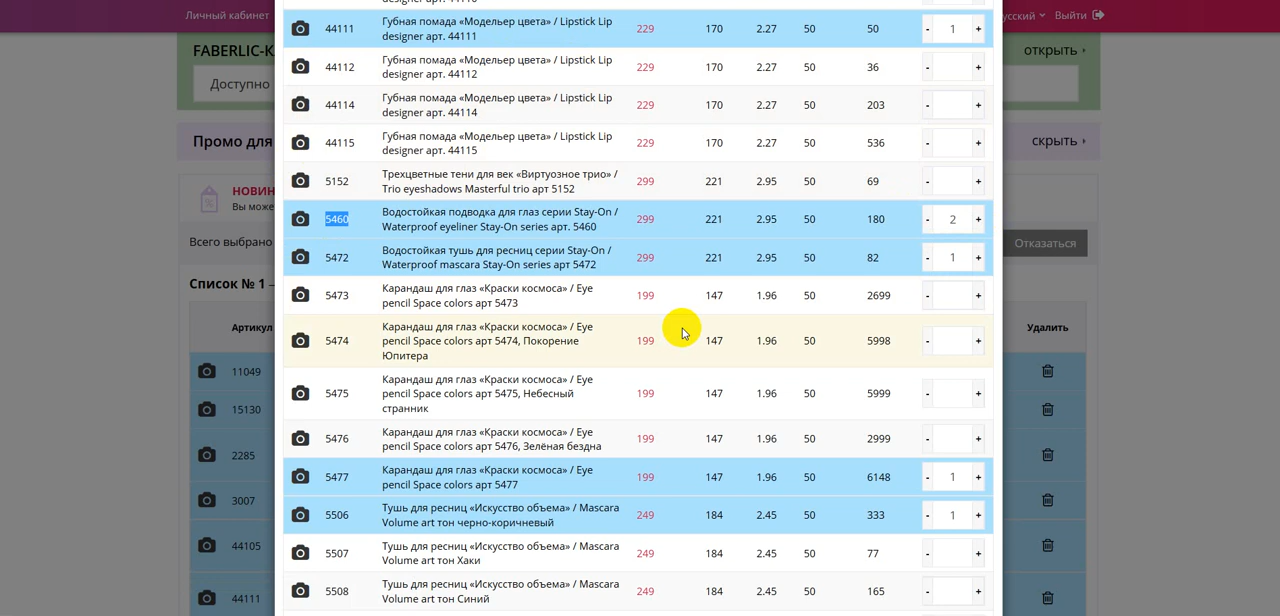 Личный кабинет
усский
Выйти
FABERLIC-К
открыть
Доступно
Промо для
скрыть
НОВИН
Вы може
Всего выбрано
Отказаться
Список № 1 –
Артикул
Удалить
11049
15130
2285
3007
44105
44111
44111 Губная помада «Модельер цвета» / Lipstick Lip 229 170 2.27 50 50 - 1 +
designer арт. 44111
44112 Губная помада «Модельер цвета» / Lipstick Lip 229 170 2.27 50 36 - +
designer арт. 44112
44114 Губная помада «Модельер цвета» / Lipstick Lip 229 170 2.27 50 203 - +
designer арт. 44114
44115 Губная помада «Модельер цвета» / Lipstick Lip 229 170 2.27 50 536 - +
designer арт. 44115
5152 Трехцветные тени для век «Виртуозное трио» / 299 221 2.95 50 69 - +
Trio eyeshadows Masterful trio арт 5152
5460 Водостойкая подводка для глаз серии Stay-On / 299 221 2.95 50 180 - 2 +
Waterproof eyeliner Stay-On series арт. 5460
5472 Водостойкая тушь для ресниц серии Stay-On / 299 221 2.95 50 82 - 1 +
Waterproof mascara Stay-On series арт 5472
5473 Карандаш для глаз «Краски космоса» / Eye 199 147 1.96 50 2699 - +
pencil Space colors арт 5473
5474 Карандаш для глаз «Краски космоса» / Eye 199 147 1.96 50 5998 - +
pencil Space colors арт 5474, Покорение
Юпитера
5475 Карандаш для глаз «Краски космоса» / Eye 199 147 1.96 50 5999 - +
pencil Space colors арт 5475, Небесный
странник
5476 Карандаш для глаз «Краски космоса» / Eye 199 147 1.96 50 2999 - +
pencil Space colors арт 5476, Зелёная бездна
5477 Карандаш для глаз «Краски космоса» / Eye 199 147 1.96 50 6148 - 1 +
pencil Space colors арт 5477
5506 Тушь для ресниц «Искусство объема» / Mascara 249 184 2.45 50 333 - 1 +
Volume art тон черно-коричневый
5507 Тушь для ресниц «Искусство объема» / Mascara 249 184 2.45 50 77 - +
Volume art тон Хаки
5508 Тушь для ресниц «Искусство объема» / Mascara 249 184 2.45 50 165 - +
Volume art тон Синий